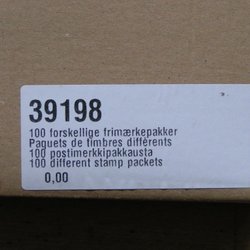 39198
100 forskellige frimærkepakker
Paquets de timbres différents
100 postimerkkipakkausta
100 different stamp packets
0,00